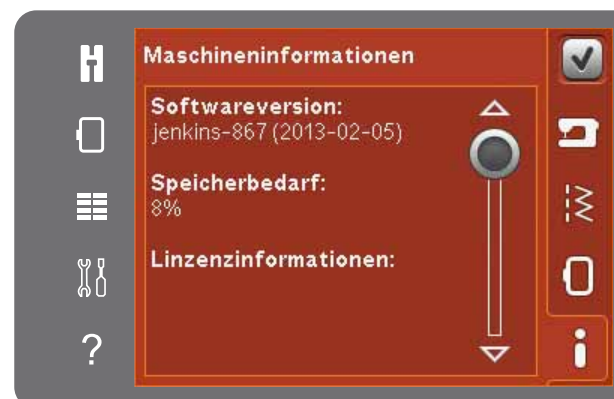 Maschineninformationen
Softwareversion:
jenkins-867 (2013-02-05)
Speicherbedarf:
8%
Linzenzinformationen:
?
i